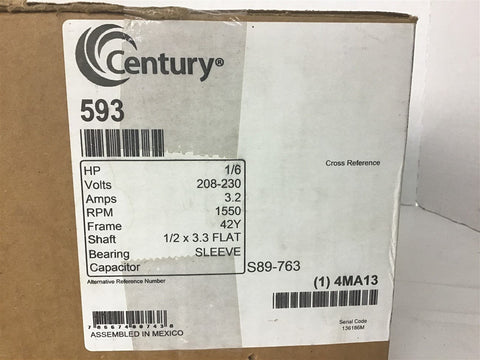 Century®
593
HP 1/6
Volts 208-230
Amps 3.2
RPM 1550
Frame 42Y
Shaft 1/2 x 3.3 FLAT
Bearing SLEEVE
Capacitor
Cross Reference
S89-763
(1) 4MA13
Alternative Reference Number
Serial Code
136186M
ASSEMBLED IN MEXICO